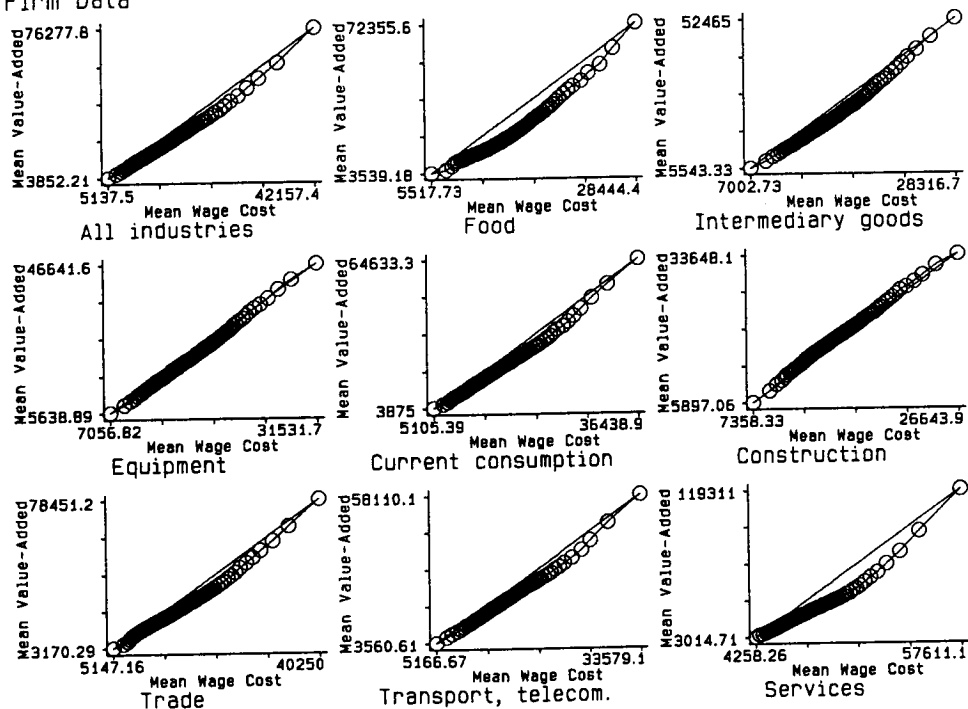 Firm Data
Mean Value-Added
76277.8
3852.21
5137.5
42157.4
Mean Wage Cost
All industries
Mean Value-Added
72355.6
3539.18
5517.73
28444.4
Mean Wage Cost
Food
Mean Value-Added
52465
5543.33
7002.73
28316.7
Mean Wage Cost
Intermediary goods
Mean Value-Added
46641.6
5638.89
7056.82
31531.7
Mean Wage Cost
Equipment
Mean Value-Added
64633.3
3875
5105.39
36438.9
Mean Wage Cost
Current consumption
Mean Value-Added
33648.1
5897.06
7358.33
26643.9
Mean Wage Cost
Construction
Mean Value-Added
78451.2
3170.29
5147.16
40250
Mean Wage Cost
Trade
Mean Value-Added
58110.1
3560.61
5166.67
33579.1
Mean Wage Cost
Transport, telecom.
Mean Value-Added
119311
3014.71
4258.26
57611.1
Mean Wage Cost
Services